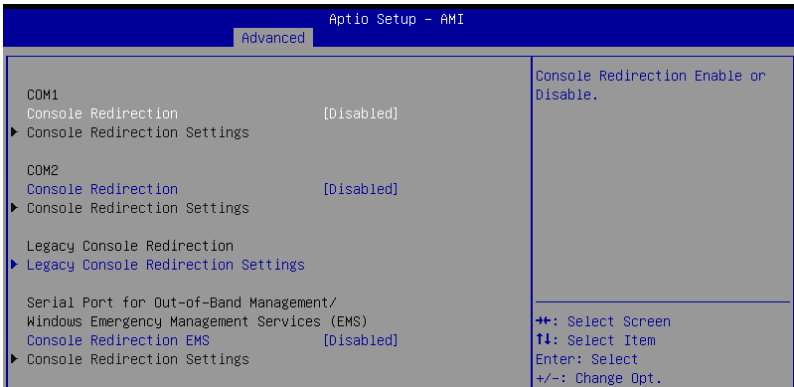 Aptio Setup – AMI
Advanced
COM1
Console Redirection [Disabled]
▶ Console Redirection Settings
COM2
Console Redirection [Disabled]
▶ Console Redirection Settings
Legacy Console Redirection
▶ Legacy Console Redirection Settings
Serial Port for Out-of-Band Management/
Windows Emergency Management Services (EMS)
Console Redirection EMS [Disabled]
▶ Console Redirection Settings
Console Redirection Enable or
Disable.
→←: Select Screen
↑↓: Select Item
Enter: Select
+/-: Change Opt.